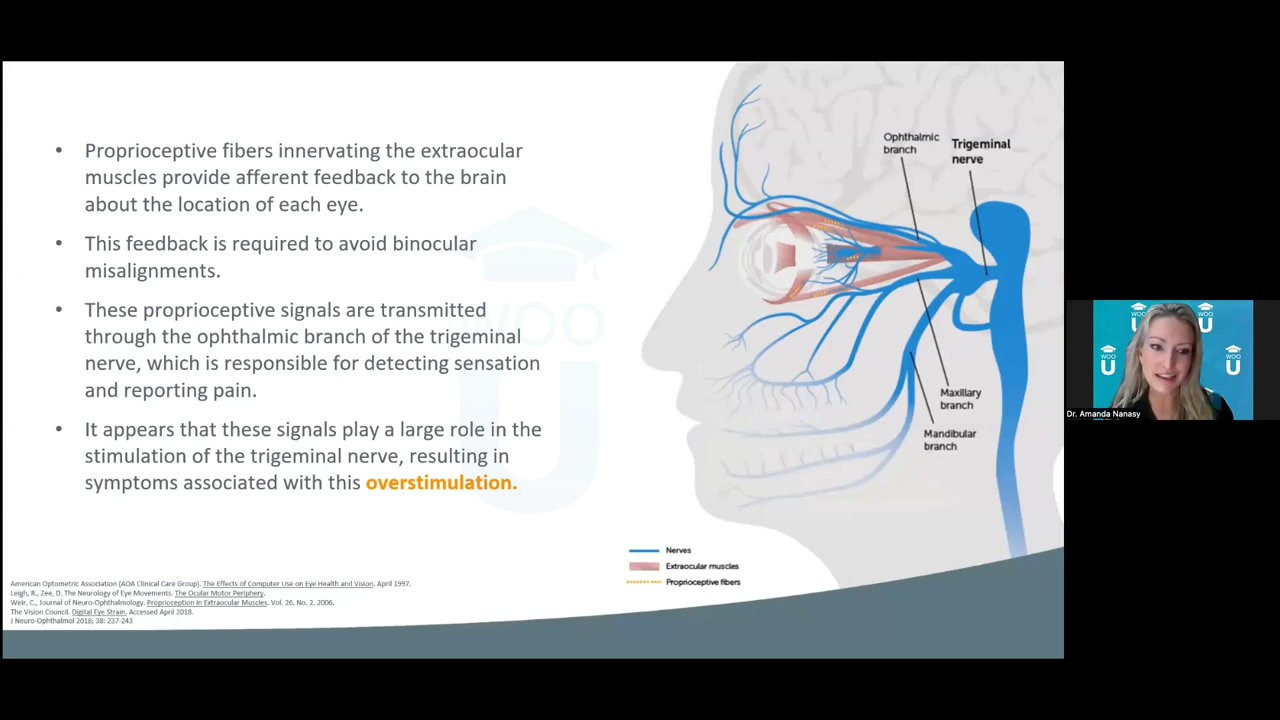 • Proprioceptive fibers innervating the extraocular
muscles provide afferent feedback to the brain
about the location of each eye.
• This feedback is required to avoid binocular
misalignments.
• These proprioceptive signals are transmitted
through the ophthalmic branch of the trigeminal
nerve, which is responsible for detecting sensation
and reporting pain.
• It appears that these signals play a large role in the
stimulation of the trigeminal nerve, resulting in
symptoms associated with this overstimulation.
WOO
U
American Optometric Association (AOA Clinical Care Group). The Effects of Computer Use on Eye Health and Vision. April 1997.
Leigh, R., Zee, D. The Neurology of Eye Movements. The Ocular Motor Periphery.
Weir, C., Journal of Neuro-Ophthalmology. Proprioception in Extraocular Muscles. Vol. 26, No. 2. 2006.
The Vision Council. Digital Eye Strain. Accessed April 2018.
J Neuro-Ophthalmol 2018; 38: 237-243
Ophthalmic
branch
Trigeminal
nerve
Maxillary
branch
Mandibular
branch
Nerves
Extraocular muscles
Proprioceptive fibers
WOO
U
WOO
U
WOO
U
WOO
U
Dr. Amanda Nanasy